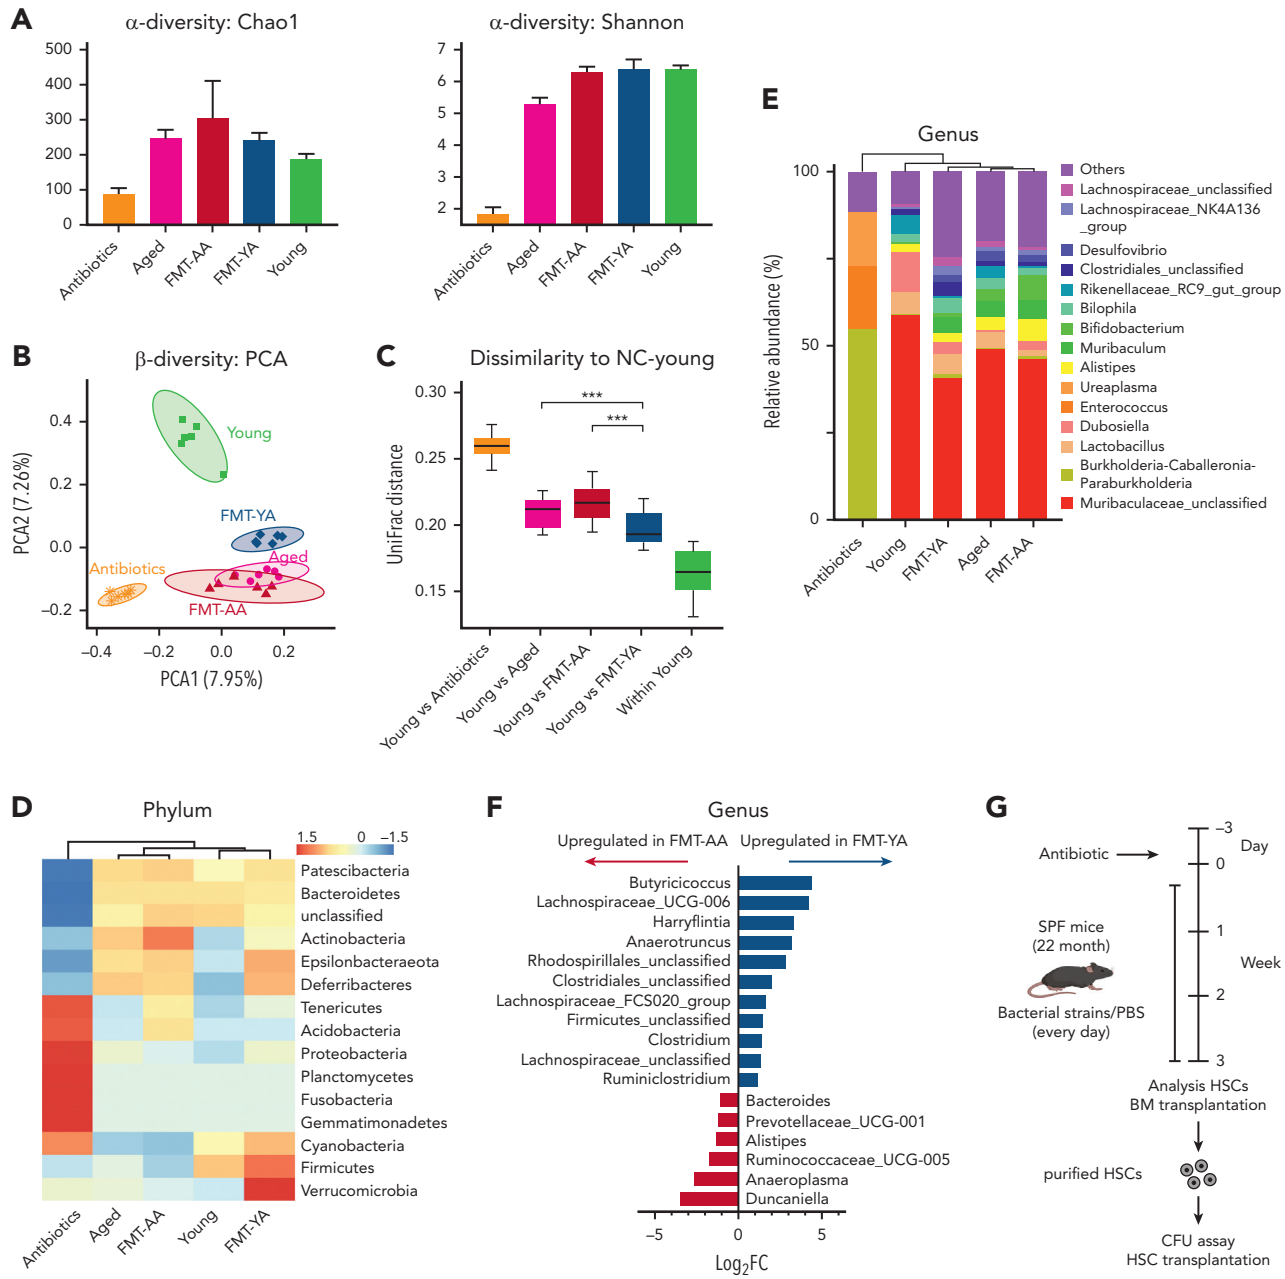 A
α-diversity: Chao1
500
400
300
200
100
0
Antibiotics
Aged
FMT-AA
FMT-YA
Young
α-diversity: Shannon
7
6
5
4
3
2
Antibiotics
Aged
FMT-AA
FMT-YA
Young
B
β-diversity: PCA
PCA2 (7.26%)
0.4
0.2
0.0
–0.2
Young
FMT-YA
Aged
Antibiotics
FMT-AA
–0.4
–0.2
0.0
0.2
PCA1 (7.95%)
C
Dissimilarity to NC-young
UniFrac distance
0.30
0.25
0.20
0.15
***
***
Young vs Antibiotics
Young vs Aged
Young vs FMT-AA
Young vs FMT-YA
Within Young
E
Genus
Relative abundance (%)
100
50
0
Antibiotics
Young
FMT-YA
Aged
FMT-AA
Others
Lachnospiraceae_unclassified
Lachnospiraceae_NK4A136
_group
Desulfovibrio
Clostridiales_unclassified
Rikenellaceae_RC9_gut_group
Bilophila
Bifidobacterium
Muribaculum
Alistipes
Ureaplasma
Enterococcus
Dubosiella
Lactobacillus
Burkholderia-Caballeronia-
Paraburkholderia
Muribaculaceae_unclassified
D
Phylum
1.5
0
–1.5
Patescibacteria
Bacteroidetes
unclassified
Actinobacteria
Epsilonbacteraeota
Deferribacteres
Tenericutes
Acidobacteria
Proteobacteria
Planctomycetes
Fusobacteria
Gemmatimonadetes
Cyanobacteria
Firmicutes
Verrucomicrobia
Antibiotics
Aged
FMT-AA
Young
FMT-YA
F
Genus
Upregulated in FMT-AA
Upregulated in FMT-YA
Butyricicoccus
Lachnospiraceae_UCG-006
Harryflintia
Anaerotruncus
Rhodospirillales_unclassified
Clostridiales_unclassified
Lachnospiraceae_FCS020_group
Firmicutes_unclassified
Clostridium
Lachnospiraceae_unclassified
Ruminiclostridium
Bacteroides
Prevotellaceae_UCG-001
Alistipes
Ruminococcaceae_UCG-005
Anaeroplasma
Duncaniella
–5
0
5
Log2FC
G
–3
Day
Antibiotic
0
1
SPF mice
(22 month)
Week
2
Bacterial strains/PBS
(every day)
3
Analysis HSCs
BM transplantation
purified HSCs
CFU assay
HSC transplantation